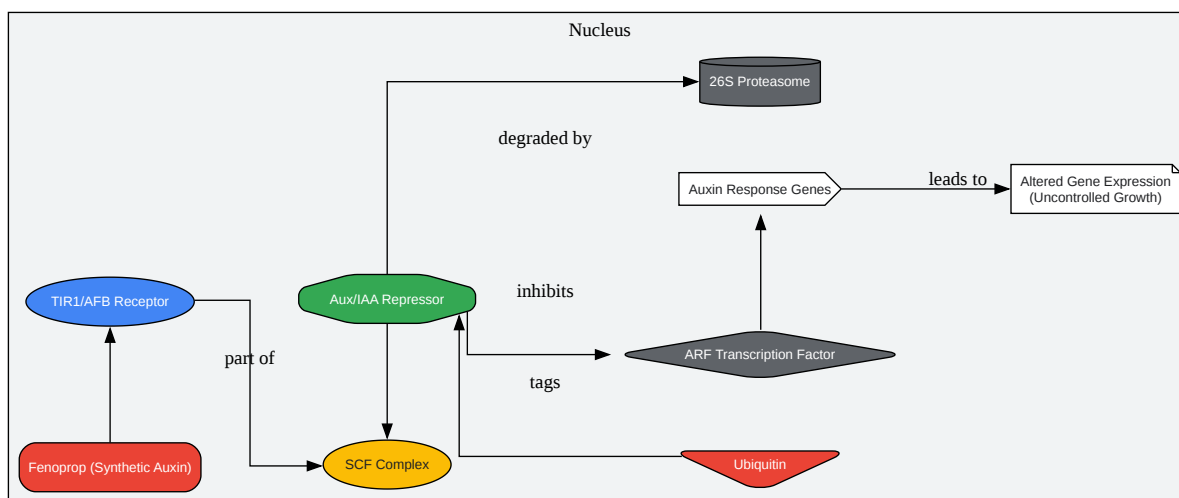 Nucleus
26S Proteasome
degraded by
Auxin Response Genes
leads to
Altered Gene Expression
(Uncontrolled Growth)
TIR1/AFB Receptor
Aux/IAA Repressor
inhibits
part of
ARF Transcription Factor
tags
Fenoprop (Synthetic Auxin)
SCF Complex
Ubiquitin